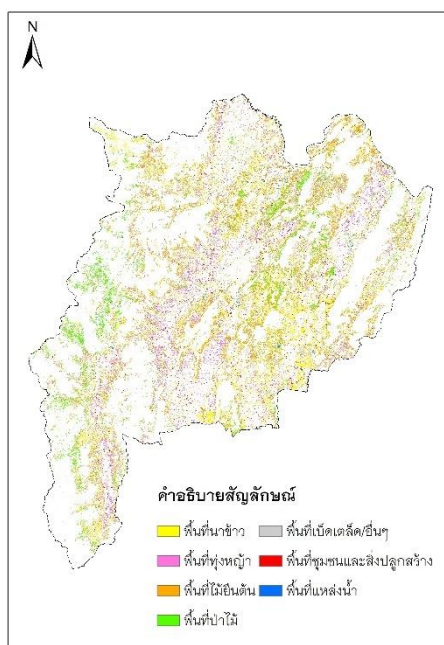 N
คำอธิบายสัญลักษณ์
พื้นที่นาข้าว
พื้นที่เบ็ดเตล็ด/อื่นๆ
พื้นที่ทุ่งหญ้า
พื้นที่ชุมชนและสิ่งปลูกสร้าง
พื้นที่ไม้ยืนต้น
พื้นที่แหล่งน้ำ
พื้นที่ป่าไม้